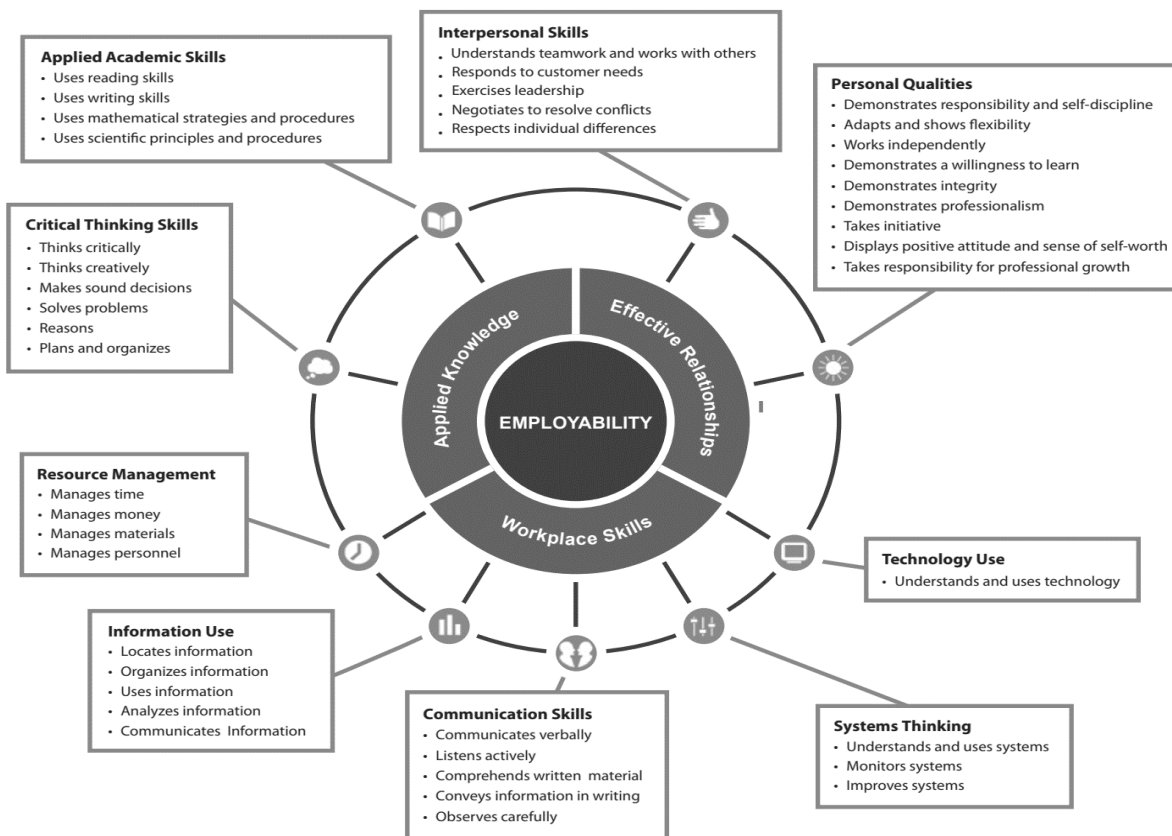 Applied Academic Skills
• Uses reading skills
• Uses writing skills
• Uses mathematical strategies and procedures
• Uses scientific principles and procedures
Interpersonal Skills
• Understands teamwork and works with others
• Responds to customer needs
• Exercises leadership
• Negotiates to resolve conflicts
• Respects individual differences
Personal Qualities
• Demonstrates responsibility and self-discipline
• Adapts and shows flexibility
• Works independently
• Demonstrates a willingness to learn
• Demonstrates integrity
• Demonstrates professionalism
• Takes initiative
• Displays positive attitude and sense of self-worth
• Takes responsibility for professional growth
Critical Thinking Skills
• Thinks critically
• Thinks creatively
• Makes sound decisions
• Solves problems
• Reasons
• Plans and organizes
Applied Knowledge
Effective Relationships
EMPLOYABILITY
Workplace Skills
Resource Management
• Manages time
• Manages money
• Manages materials
• Manages personnel
Technology Use
• Understands and uses technology
Information Use
• Locates information
• Organizes information
• Uses information
• Analyzes information
• Communicates Information
Communication Skills
• Communicates verbally
• Listens actively
• Comprehends written material
• Conveys information in writing
• Observes carefully
Systems Thinking
• Understands and uses systems
• Monitors systems
• Improves systems